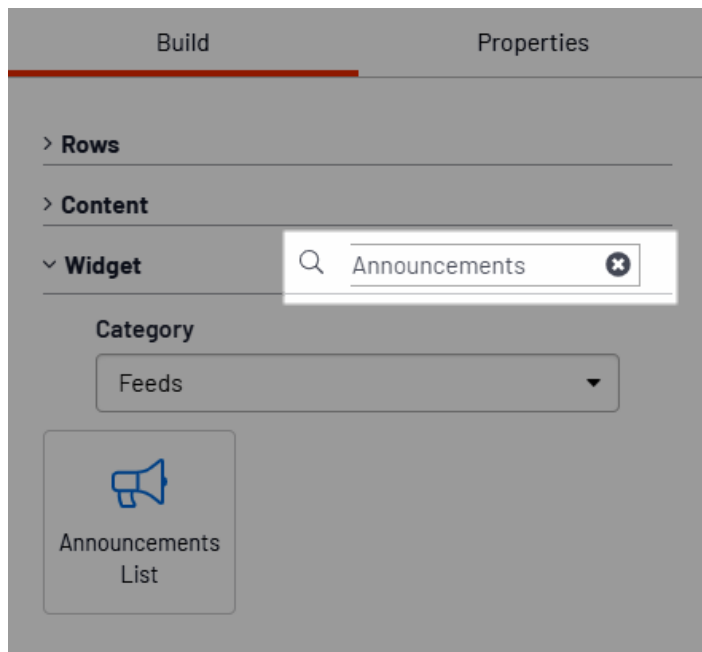 Build Properties
Rows
Content
Widget Announcements
Category
Feeds
Announcements
List